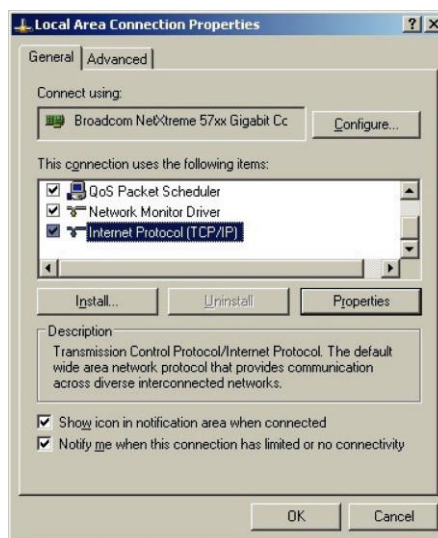 Local Area Connection Properties
General Advanced
Connect using:
Broadcom NetXtreme 57xx Gigabit Cc
Configure...
This connection uses the following items:
QoS Packet Scheduler
Network Monitor Driver
Internet Protocol (TCP/IP)
Install... Uninstall Properties
Description
Transmission Control Protocol/Internet Protocol. The default
wide area network protocol that provides communication
across diverse interconnected networks.
Show icon in notification area when connected
Notify me when this connection has limited or no connectivity
OK Cancel